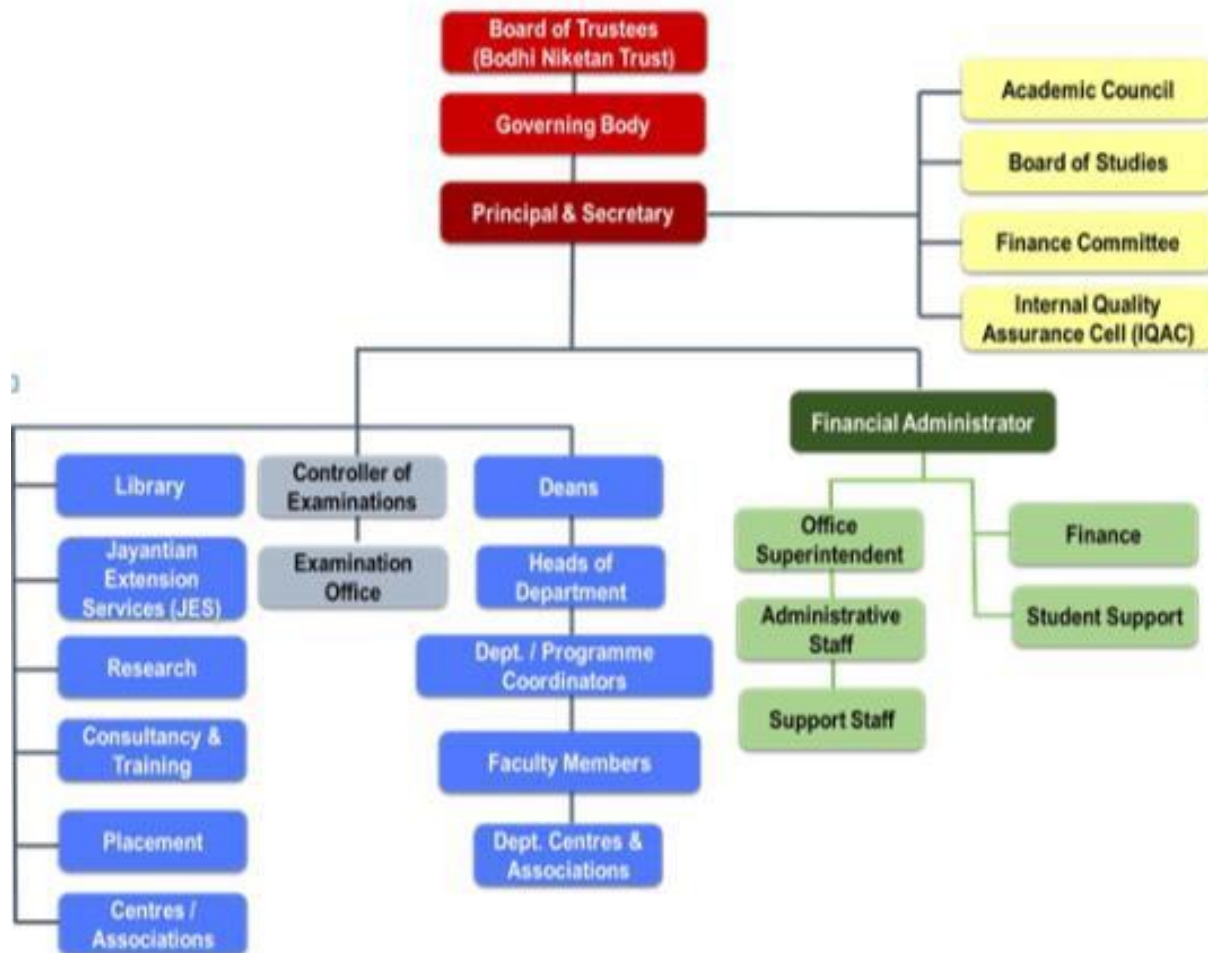 Board of Trustees
(Bodhi Niketan Trust)
Governing Body
Principal & Secretary
Academic Council
Board of Studies
Finance Committee
Internal Quality
Assurance Cell (IQAC)
Financial Administrator
Library
Jayantian
Extension
Services (JES)
Research
Consultancy &
Training
Placement
Centres /
Associations
Controller of
Examinations
Examination
Office
Deans
Heads of
Department
Dept. / Programme
Coordinators
Faculty Members
Dept. Centres &
Associations
Office
Superintendent
Administrative
Staff
Support Staff
Finance
Student Support